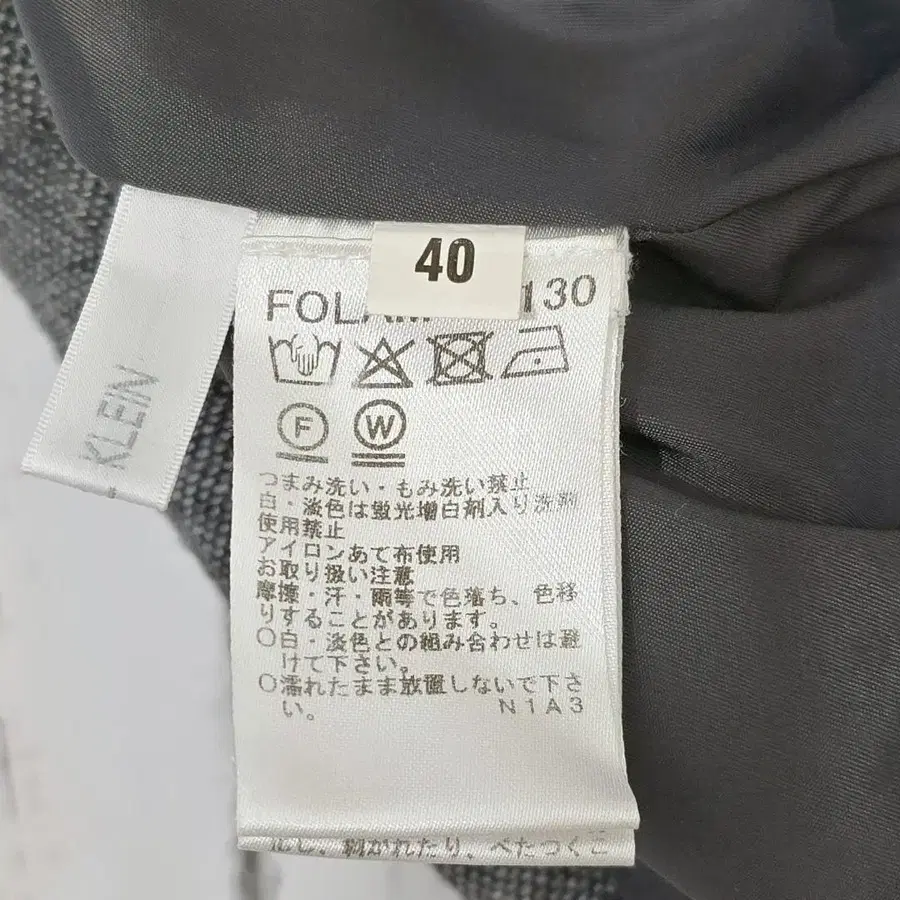 40
130
KLEIN
F
W
つまみ洗い・もみ洗い禁止
白・淡色は蛍光増白剤入り洗剤
使用禁止
アイロンあて布使用
お取り扱い注意
摩擦・汗・雨等で色落ち、色移
りすることがあります。
○白・淡色との組み合わせは避
けて下さい。
○濡れたまま放置しないで下さ
い。 N1A3
べたつくこ